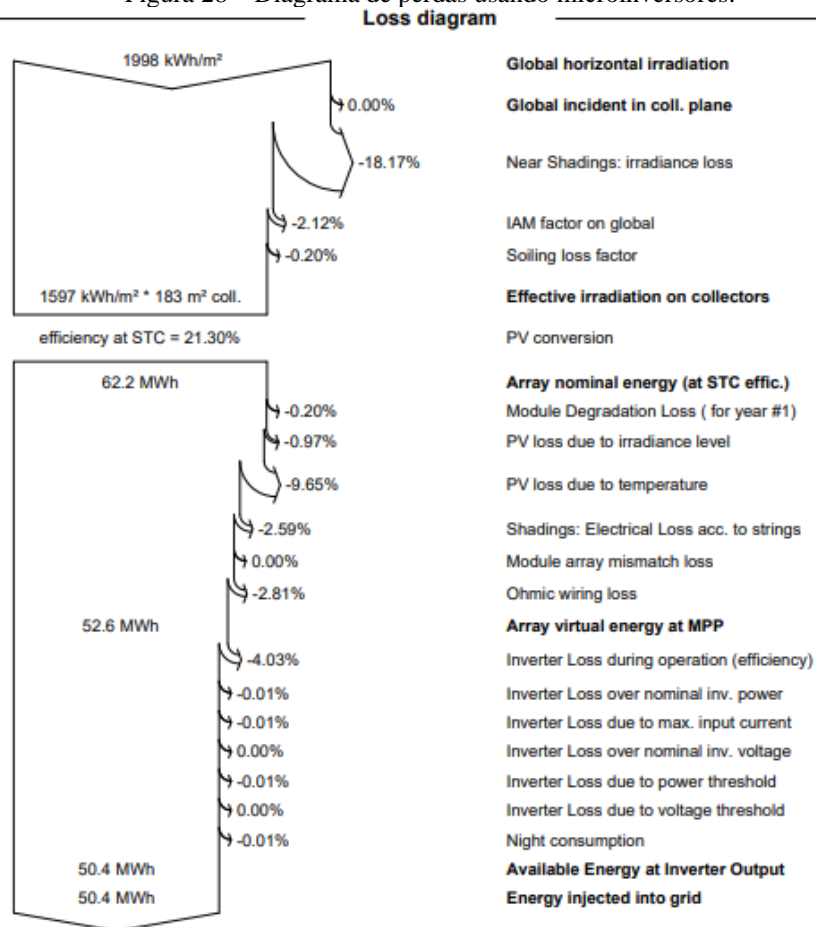 Figura 28 – Diagrama de perdas usando microinversores.
Loss diagram
1998 kWh/m² Global horizontal irradiation
0.00% Global incident in coll. plane
-18.17% Near Shadings: irradiance loss
-2.12% IAM factor on global
-0.20% Soiling loss factor
1597 kWh/m² * 183 m² coll. Effective irradiation on collectors
efficiency at STC = 21.30% PV conversion
62.2 MWh Array nominal energy (at STC effic.)
-0.20% Module Degradation Loss ( for year #1)
-0.97% PV loss due to irradiance level
-9.65% PV loss due to temperature
-2.59% Shadings: Electrical Loss acc. to strings
0.00% Module array mismatch loss
-2.81% Ohmic wiring loss
52.6 MWh Array virtual energy at MPP
-4.03% Inverter Loss during operation (efficiency)
-0.01% Inverter Loss over nominal inv. power
-0.01% Inverter Loss due to max. input current
0.00% Inverter Loss over nominal inv. voltage
-0.01% Inverter Loss due to power threshold
0.00% Inverter Loss due to voltage threshold
-0.01% Night consumption
50.4 MWh Available Energy at Inverter Output
50.4 MWh Energy injected into grid